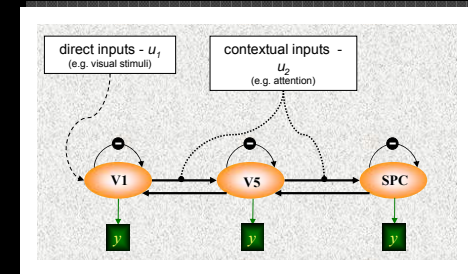 direct inputs - u1
(e.g. visual stimuli)
contextual inputs -
u2
(e.g. attention)
- - -
V1 V5 SPC
y y y